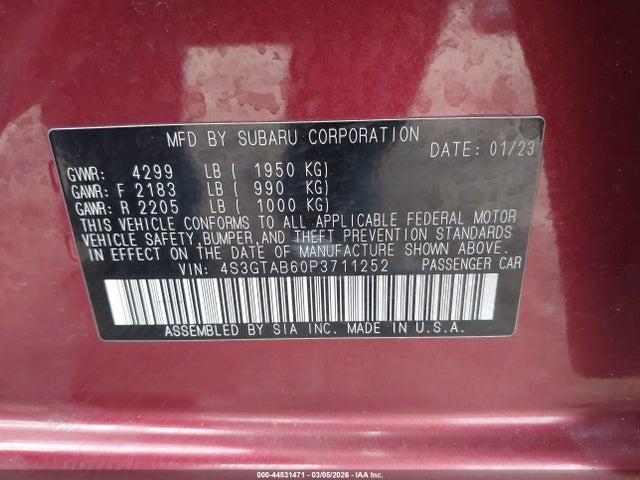 MFD BY SUBARU CORPORATION
DATE: 01/23
GVWR: 4299 LB ( 1950 KG)
GAWR: F 2183 LB ( 990 KG)
GAWR: R 2205 LB ( 1000 KG)
THIS VEHICLE CONFORMS TO ALL APPLICABLE FEDERAL MOTOR
VEHICLE SAFETY, BUMPER, AND THEFT PREVENTION STANDARDS
IN EFFECT ON THE DATE OF MANUFACTURE SHOWN ABOVE.
VIN: 4S3GTAB60P3711252 PASSENGER CAR
ASSEMBLED BY SIA INC. MADE IN U.S.A.
000-44531471 - 03/05/2026 - IAA Inc.